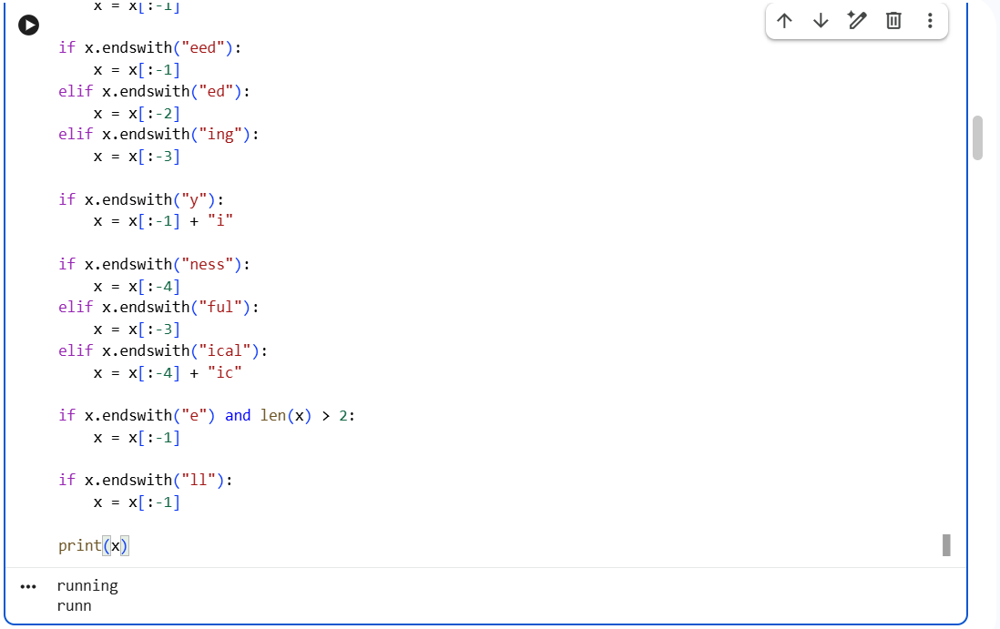 x = x[:-1]
if x.endswith("eed"):
    x = x[:-1]
elif x.endswith("ed"):
    x = x[:-2]
elif x.endswith("ing"):
    x = x[:-3]
if x.endswith("y"):
    x = x[:-1] + "i"
if x.endswith("ness"):
    x = x[:-4]
elif x.endswith("ful"):
    x = x[:-3]
elif x.endswith("ical"):
    x = x[:-4] + "ic"
if x.endswith("e") and len(x) > 2:
    x = x[:-1]
if x.endswith("ll"):
    x = x[:-1]
print(x)
running
runn